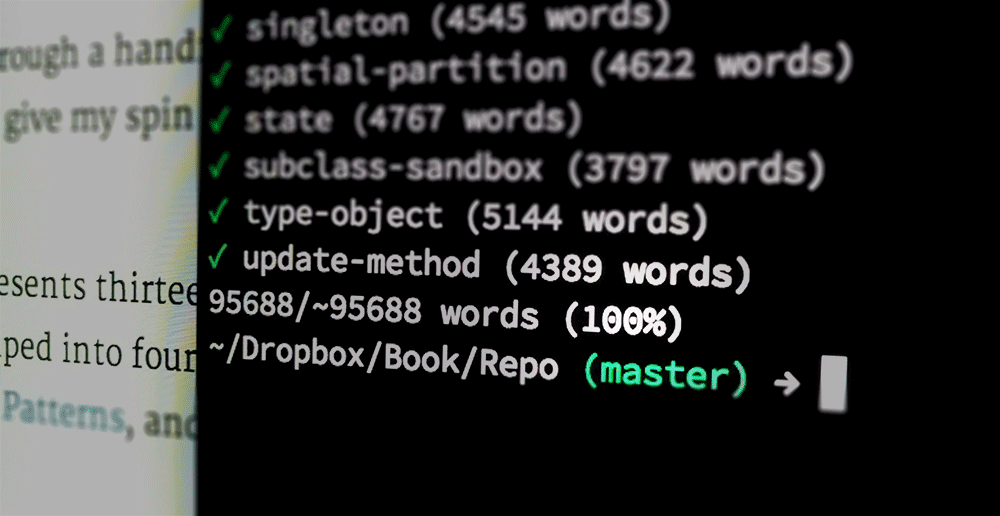 rough a hand
give my spin
esents thirtee
ped into four
Patterns, and
✓ singleton (4545 words)
✓ spatial-partition (4622 words)
✓ state (4767 words)
✓ subclass-sandbox (3797 words)
✓ type-object (5144 words)
✓ update-method (4389 words)
95688/~95688 words (100%)
~/Dropbox/Book/Repo (master) ➔